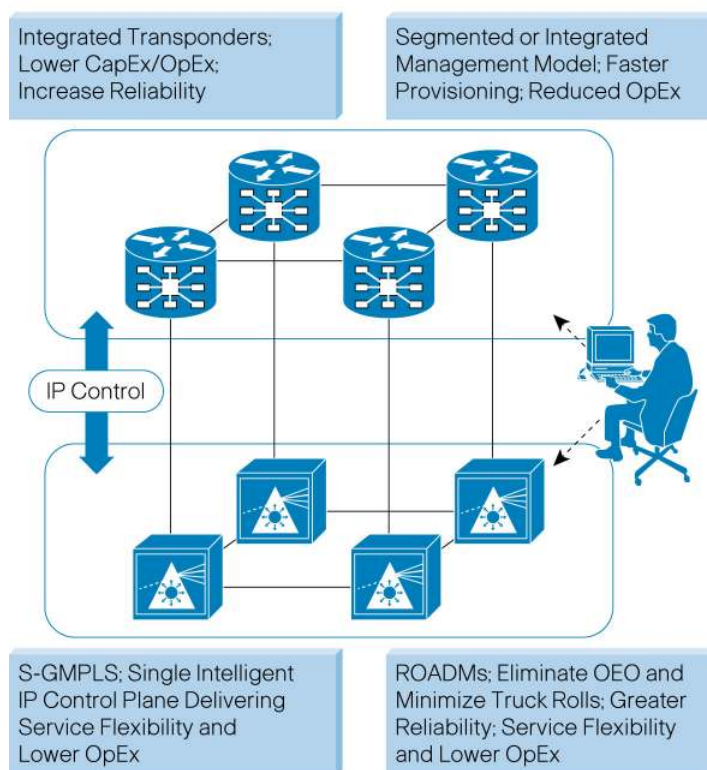 Integrated Transponders;
Lower CapEx/OpEx;
Increase Reliability
Segmented or Integrated
Management Model; Faster
Provisioning; Reduced OpEx
IP Control
S-GMPLS; Single Intelligent
IP Control Plane Delivering
Service Flexibility and
Lower OpEx
ROADMs; Eliminate OEO and
Minimize Truck Rolls; Greater
Reliability; Service Flexibility
and Lower OpEx